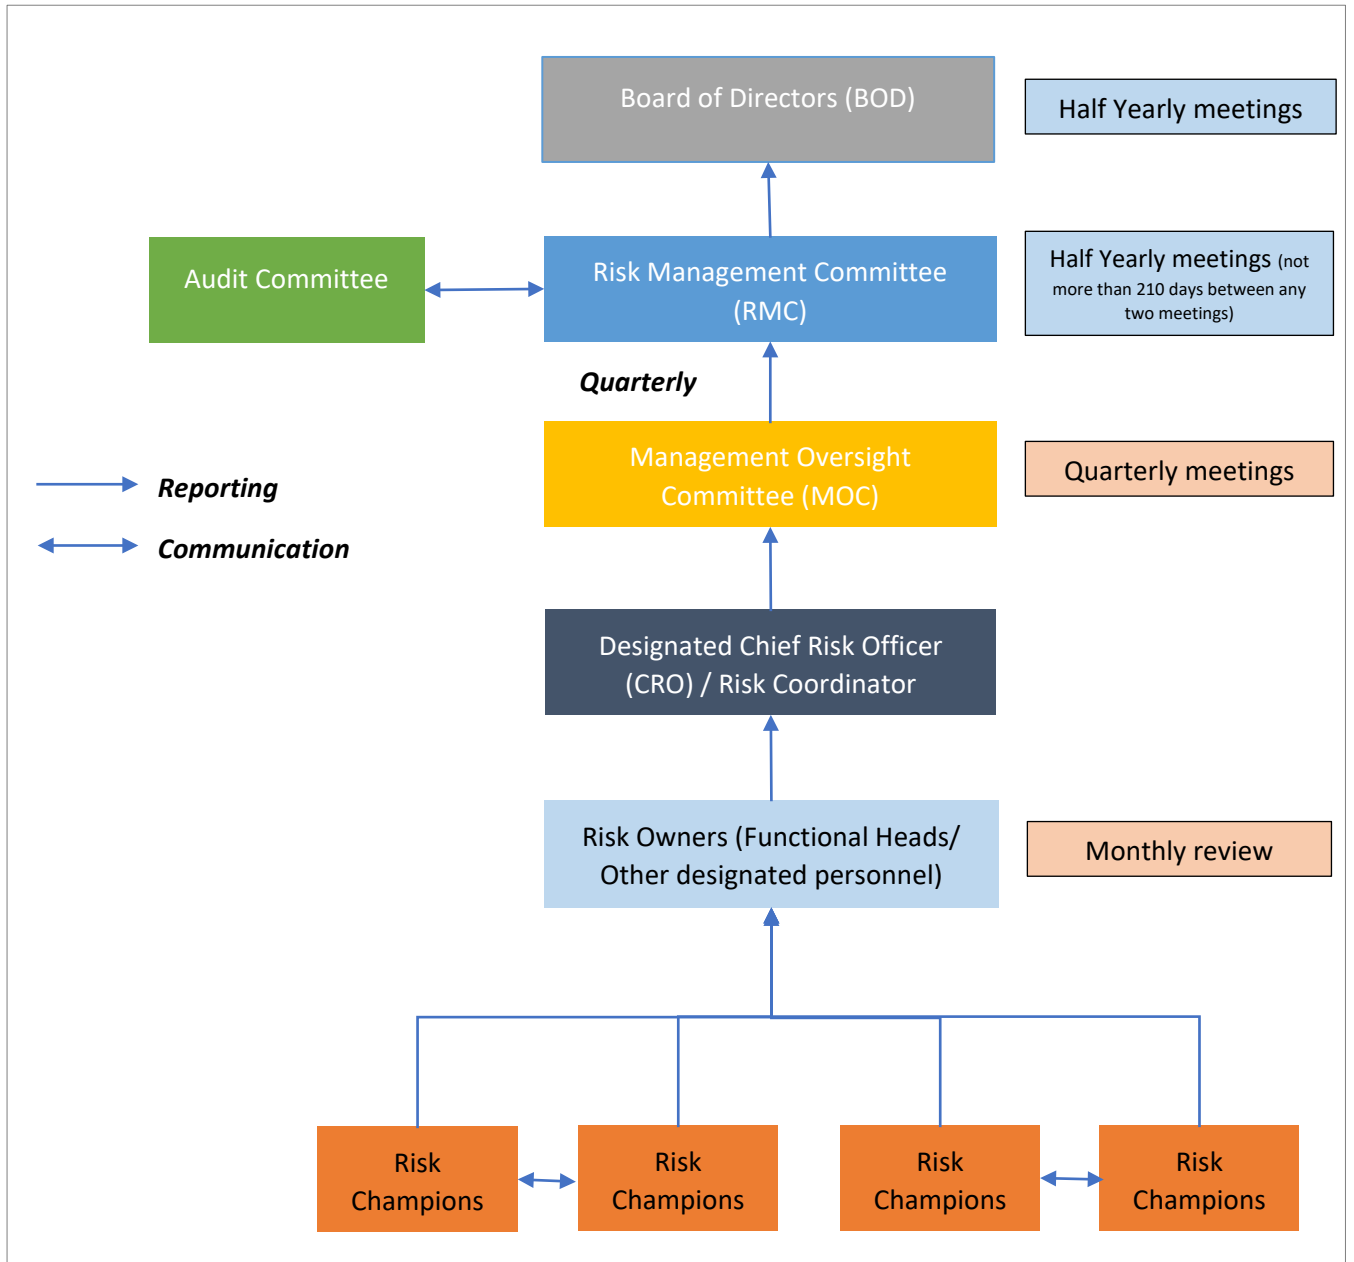 Board of Directors (BOD)
Half Yearly meetings
Audit Committee
Risk Management Committee
(RMC)
Half Yearly meetings (not
more than 210 days between any
two meetings)
Quarterly
Reporting
Communication
Management Oversight
Committee (MOC)
Quarterly meetings
Designated Chief Risk Officer
(CRO) / Risk Coordinator
Risk Owners (Functional Heads/
Other designated personnel)
Monthly review
Risk
Champions
Risk
Champions
Risk
Champions
Risk
Champions